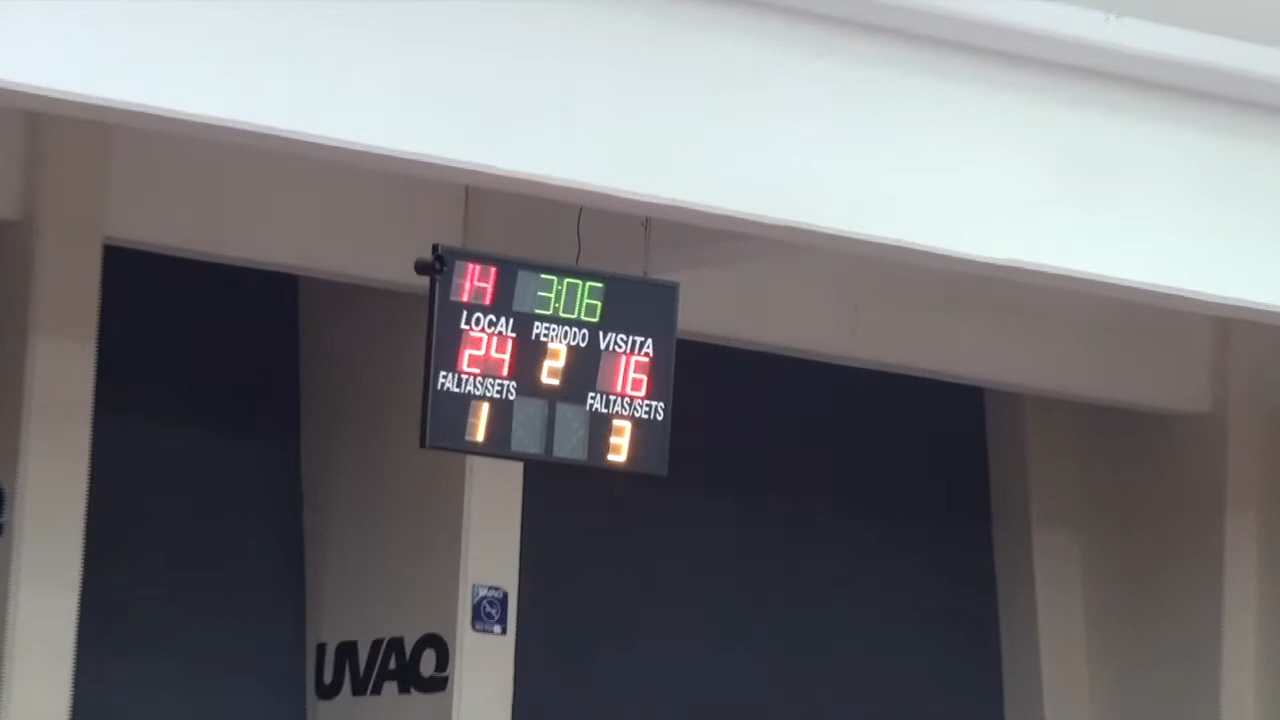 14 3:06
LOCAL PERIODO VISITA
24 2 16
FALTAS/SETS FALTAS/SETS
1 3
UVAQ